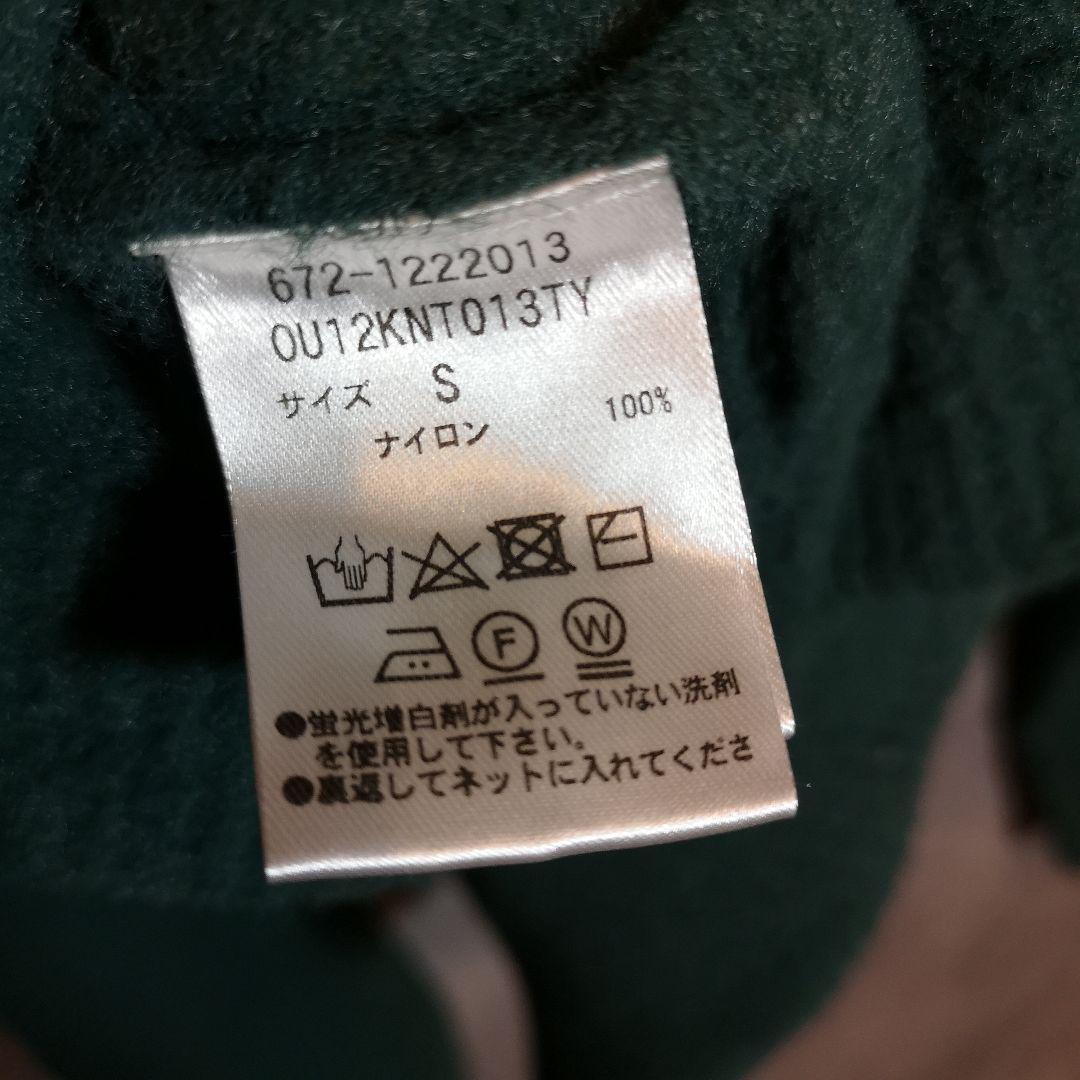 672-1222013
OU12KNT013TY
サイズ S
ナイロン 100%
F W
●蛍光増白剤が入っていない洗剤
を使用して下さい。
●裏返してネットに入れてくださ